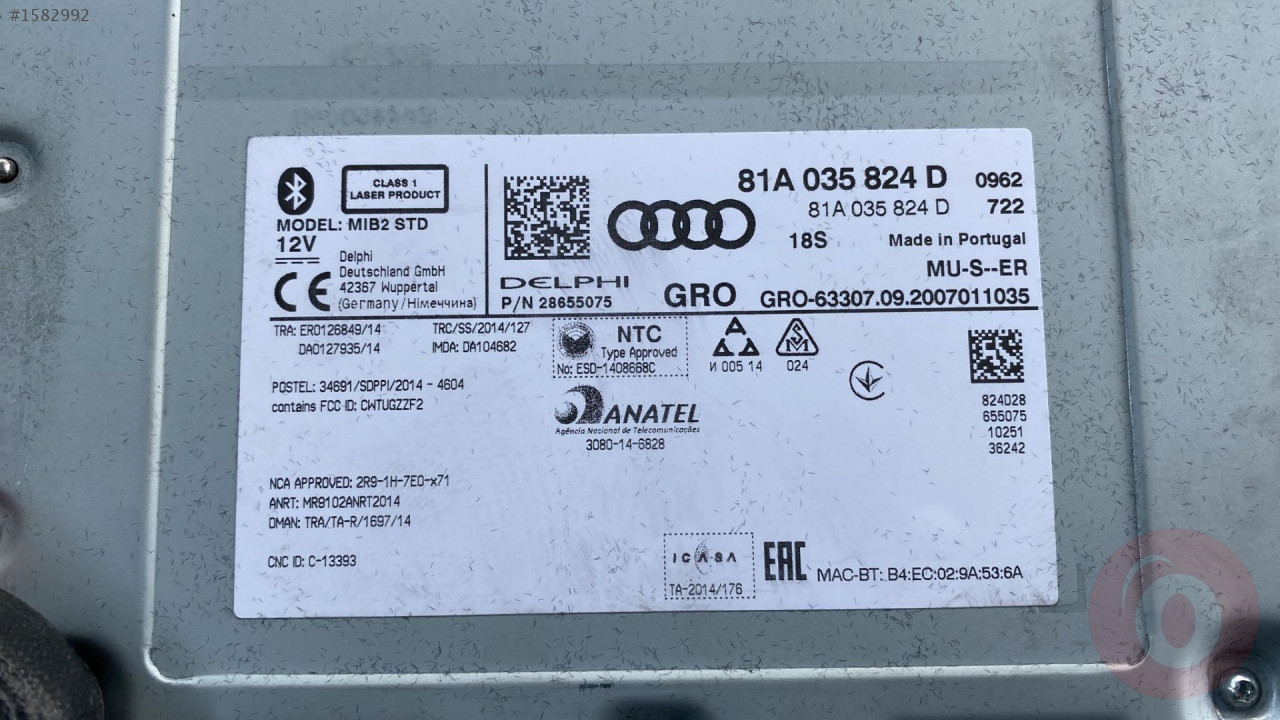 #1582992
CLASS 1
LASER PRODUCT
MODEL: MIB2 STD
12V
Delphi
Deutschland GmbH
42367 Wuppertal
(Germany/Німеччина)
CE
DELPHI
P/N 28655075
81A 035 824 D 0962
81A 035 824 D 722
18S Made in Portugal
MU-S--ER
GRO GRO-63307.09.2007011035
TRA: ER0126849/14
DA0127935/14
TRC/SS/2014/127
IMDA: DA104682
POSTEL: 34691/SDPPI/2014 - 4604
contains FCC ID: CWTUGZZF2
NTC
Type Approved
No: ESD-1408668C
И 005 14
024
ANATEL
Agência Nacional de Telecomunicações
3080-14-6828
824D28
655075
10251
36242
NCA APPROVED: 2R9-1H-7E0-x71
ANRT: MR9102ANRT2014
OMAN: TRA/TA-R/1697/14
CNC ID: C-13393
ICASA
TA-2014/176
EAC
MAC-BT: B4:EC:02:9A:53:6A